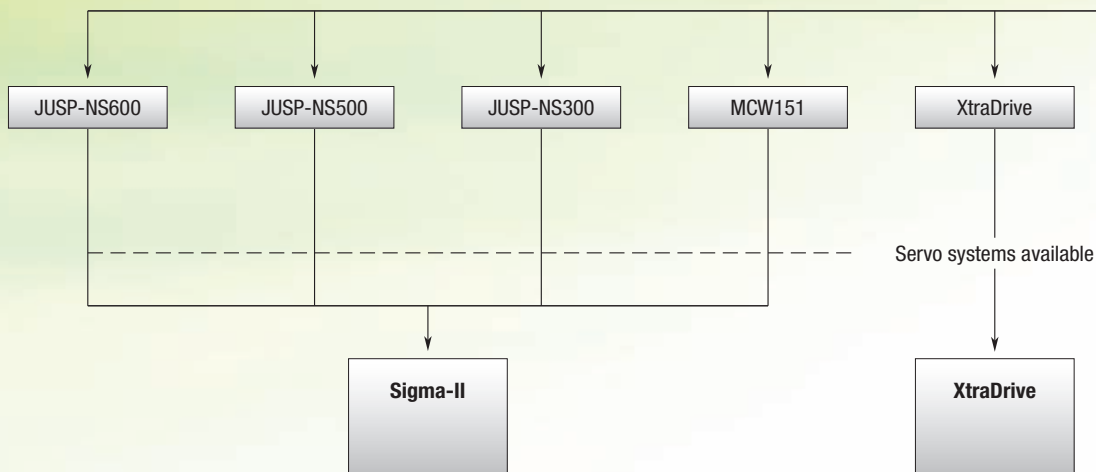 JUSP-NS600
JUSP-NS500
JUSP-NS300
MCW151
XtraDrive
Servo systems available
Sigma-II
XtraDrive